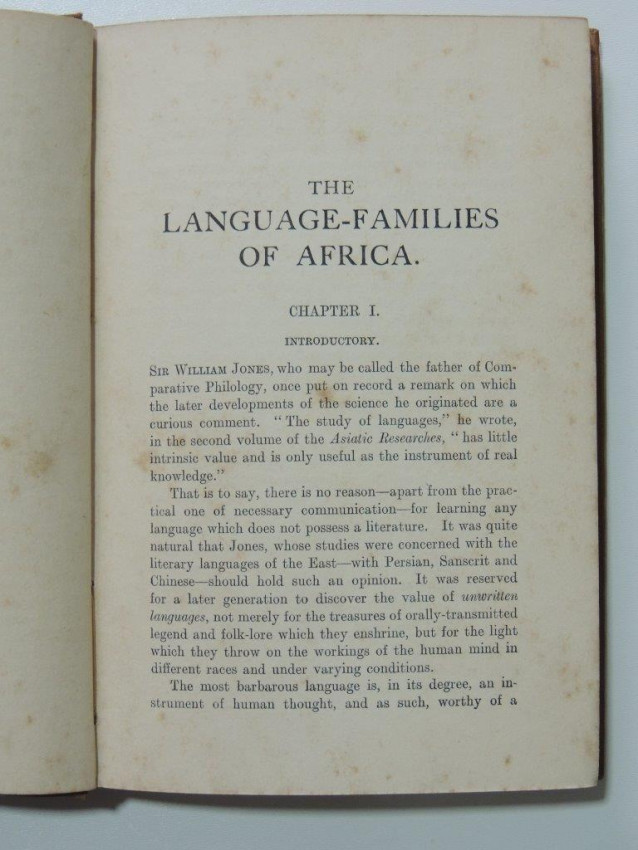 THE
LANGUAGE-FAMILIES
OF AFRICA.
CHAPTER I.
INTRODUCTORY.
SIR WILLIAM JONES, who may be called the father of Com-
parative Philology, once put on record a remark on which
the later developments of the science he originated are a
curious comment. "The study of languages," he wrote,
in the second volume of the Asiatic Researches, "has little
intrinsic value and is only useful as the instrument of real
knowledge."
That is to say, there is no reason—apart from the prac-
tical one of necessary communication—for learning any
language which does not possess a literature. It was quite
natural that Jones, whose studies were concerned with the
literary languages of the East—with Persian, Sanscrit and
Chinese—should hold such an opinion. It was reserved
for a later generation to discover the value of unwritten
languages, not merely for the treasures of orally-transmitted
legend and folk-lore which they enshrine, but for the light
which they throw on the workings of the human mind in
different races and under varying conditions.
The most barbarous language is, in its degree, an in-
strument of human thought, and as such, worthy of a